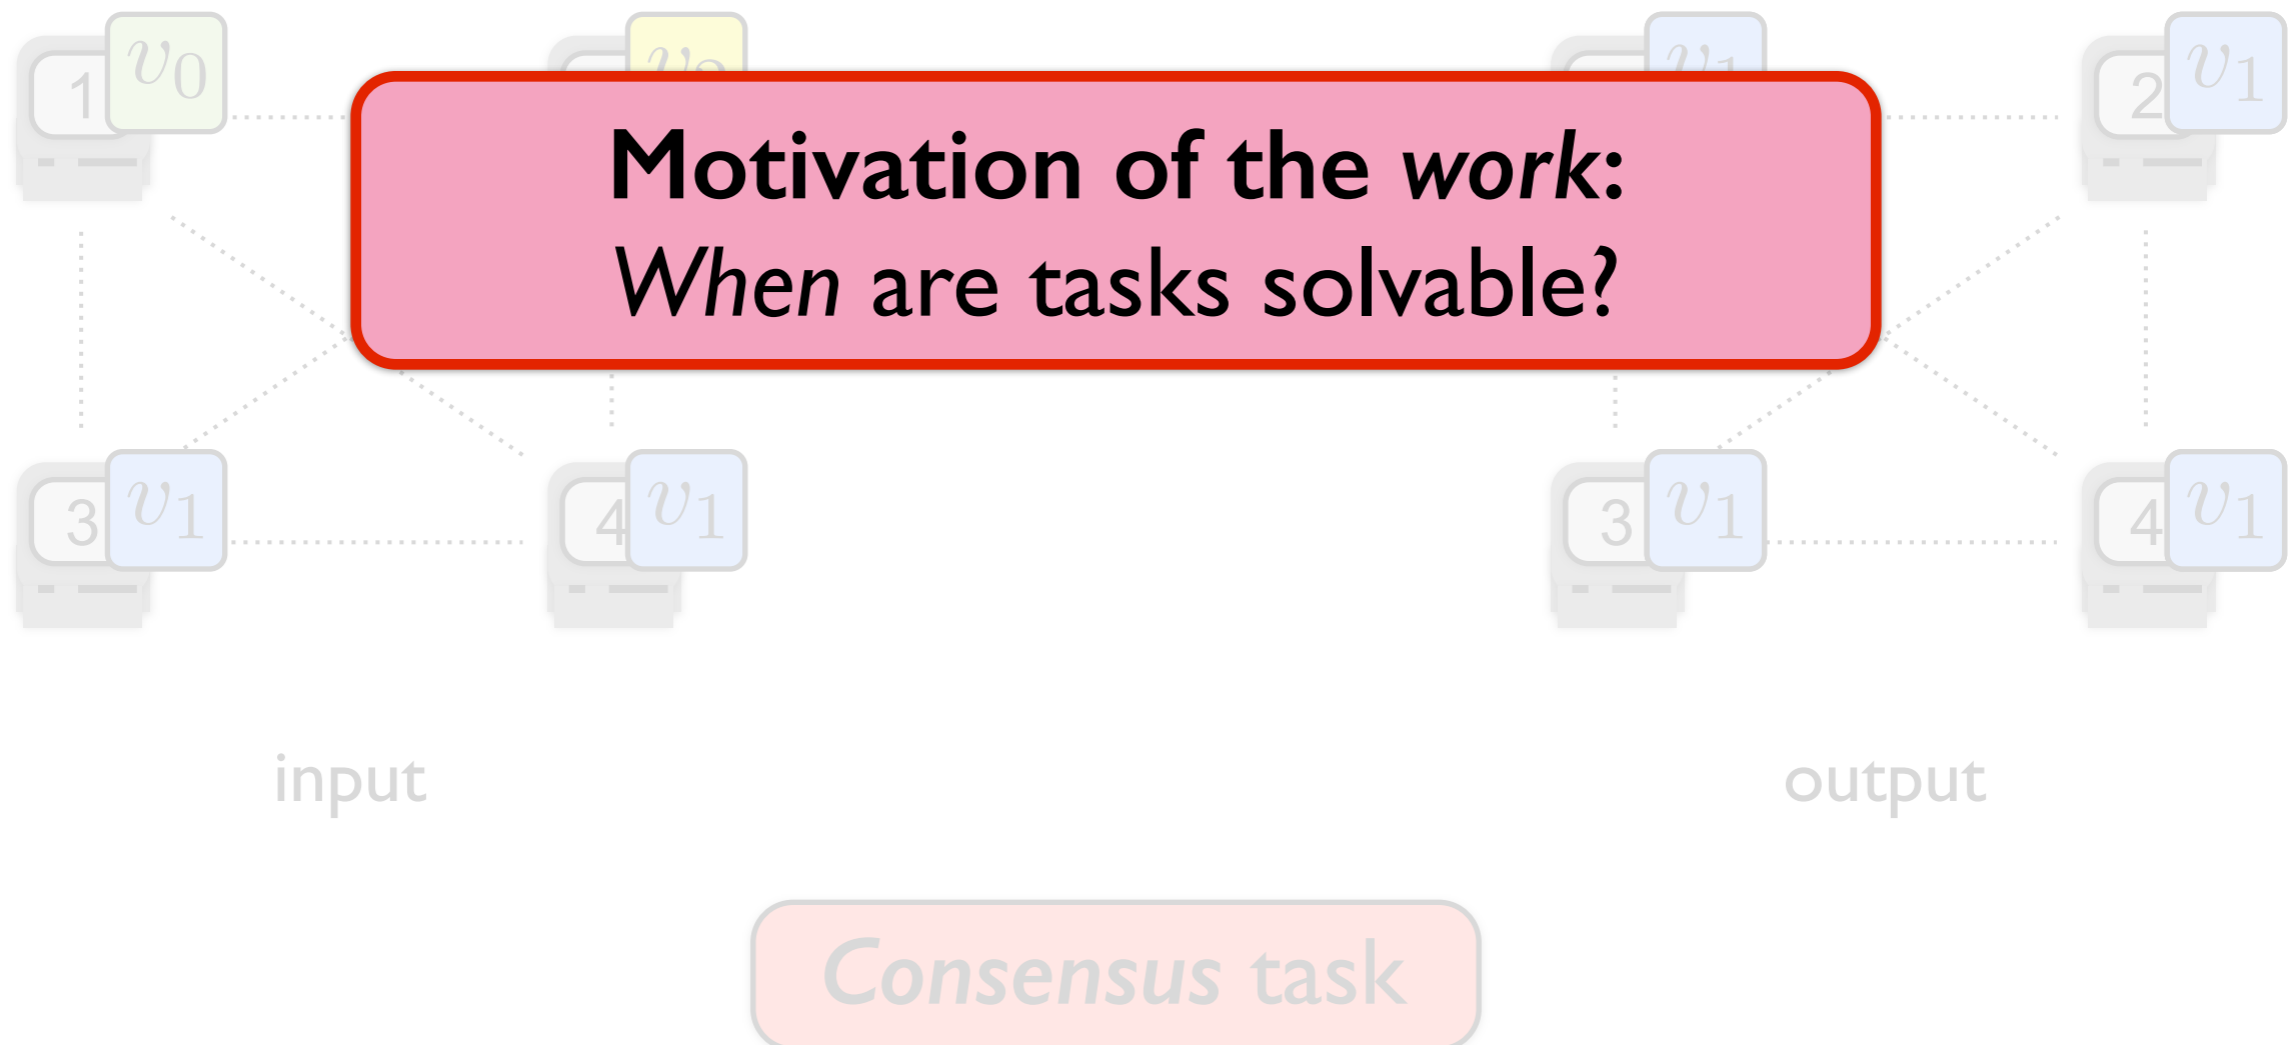 1 v0 v1 2 v1
Motivation of the work:
When are tasks solvable?
3 v1 4 v1 3 v1 4 v1
input output
Consensus task